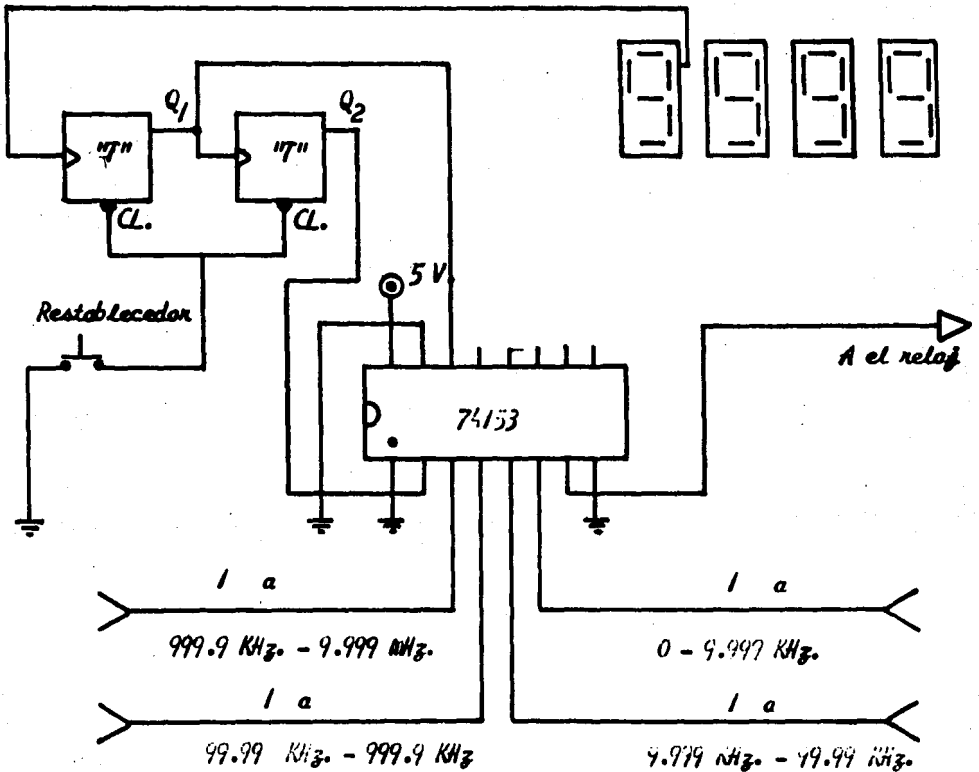 Q1
Q2
"T"
"T"
CL.
CL.
5 V
Restablecedor
A el reloj
74153
1 a
1 a
999.9 KHz. - 9.999 mHz.
0 - 9.999 KHz.
1 a
1 a
99.99 KHz. - 999.9 KHz
9.999 KHz. - 99.99 KHz.